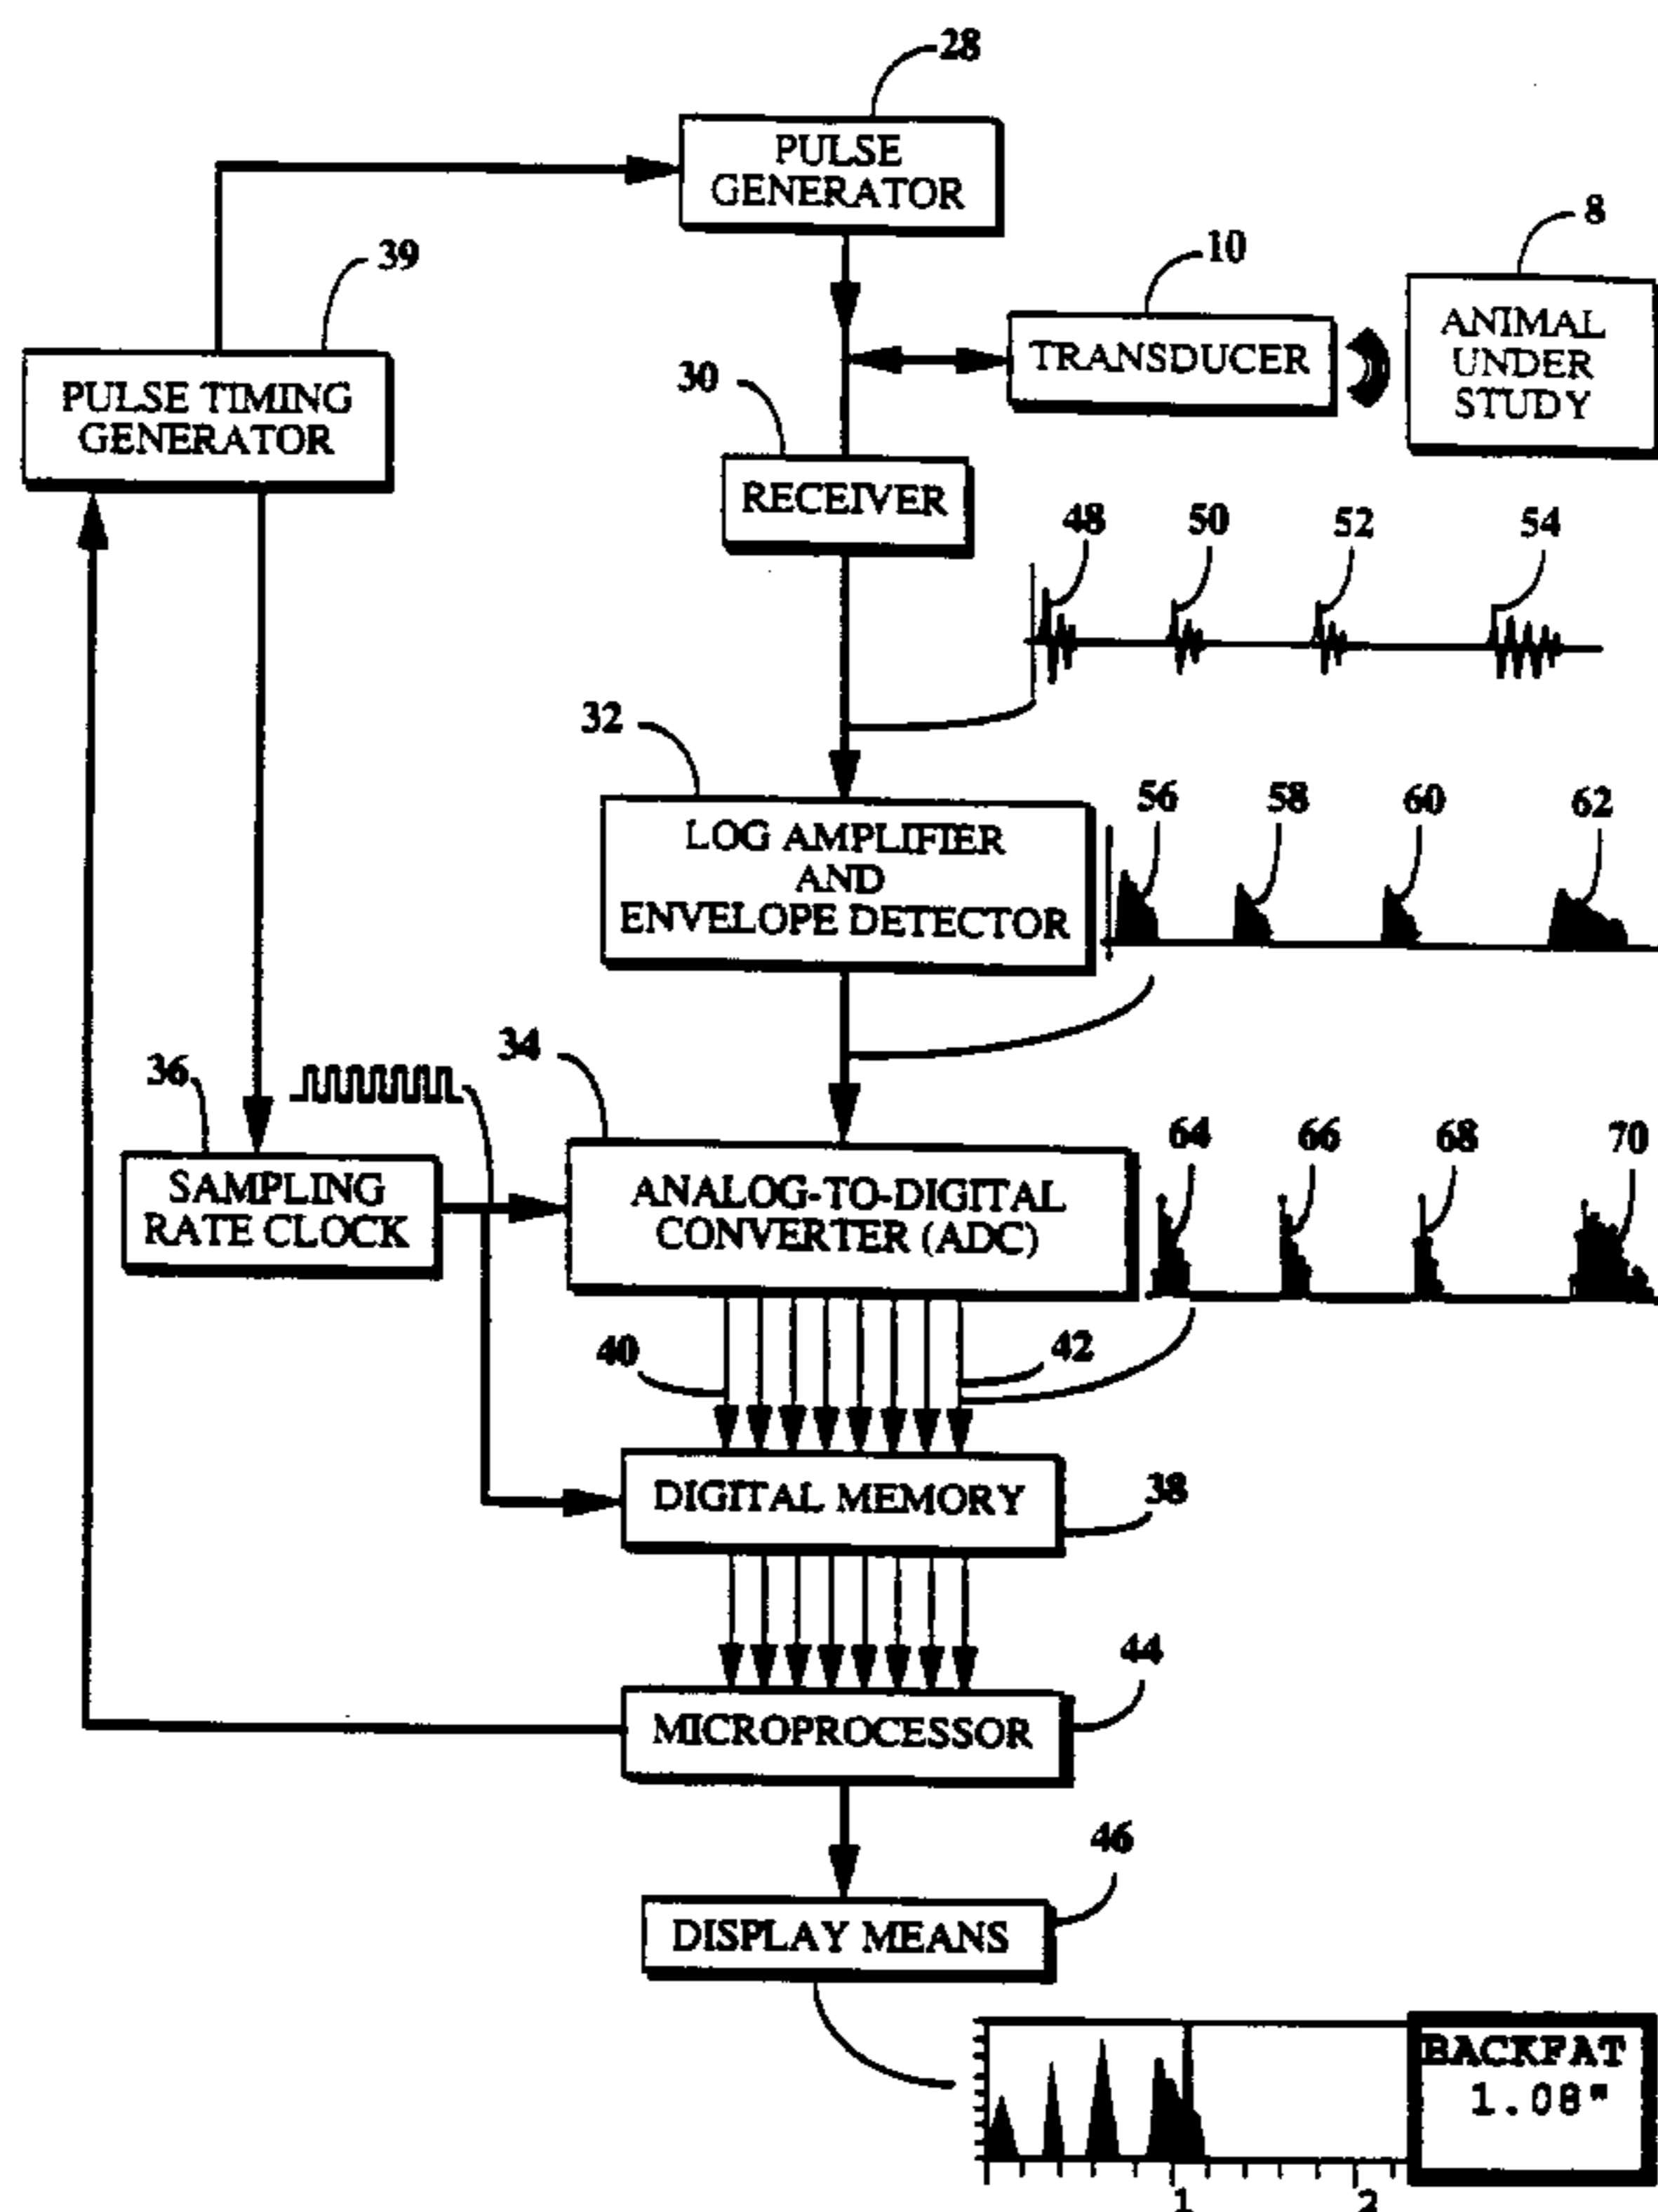 28
PULSE
GENERATOR
8
39
10
ANIMAL
UNDER
STUDY
TRANSDUCER
PULSE TIMING
GENERATOR
30
RECEIVER
48
50
52
54
32
LOG AMPLIFIER
AND
ENVELOPE DETECTOR
56
58
60
62
36
34
SAMPLING
RATE CLOCK
ANALOG-TO-DIGITAL
CONVERTER (ADC)
64
66
68
70
40
42
DIGITAL MEMORY
38
44
MICROPROCESSOR
46
DISPLAY MEANS
BACKFAT
1.08"
1
2